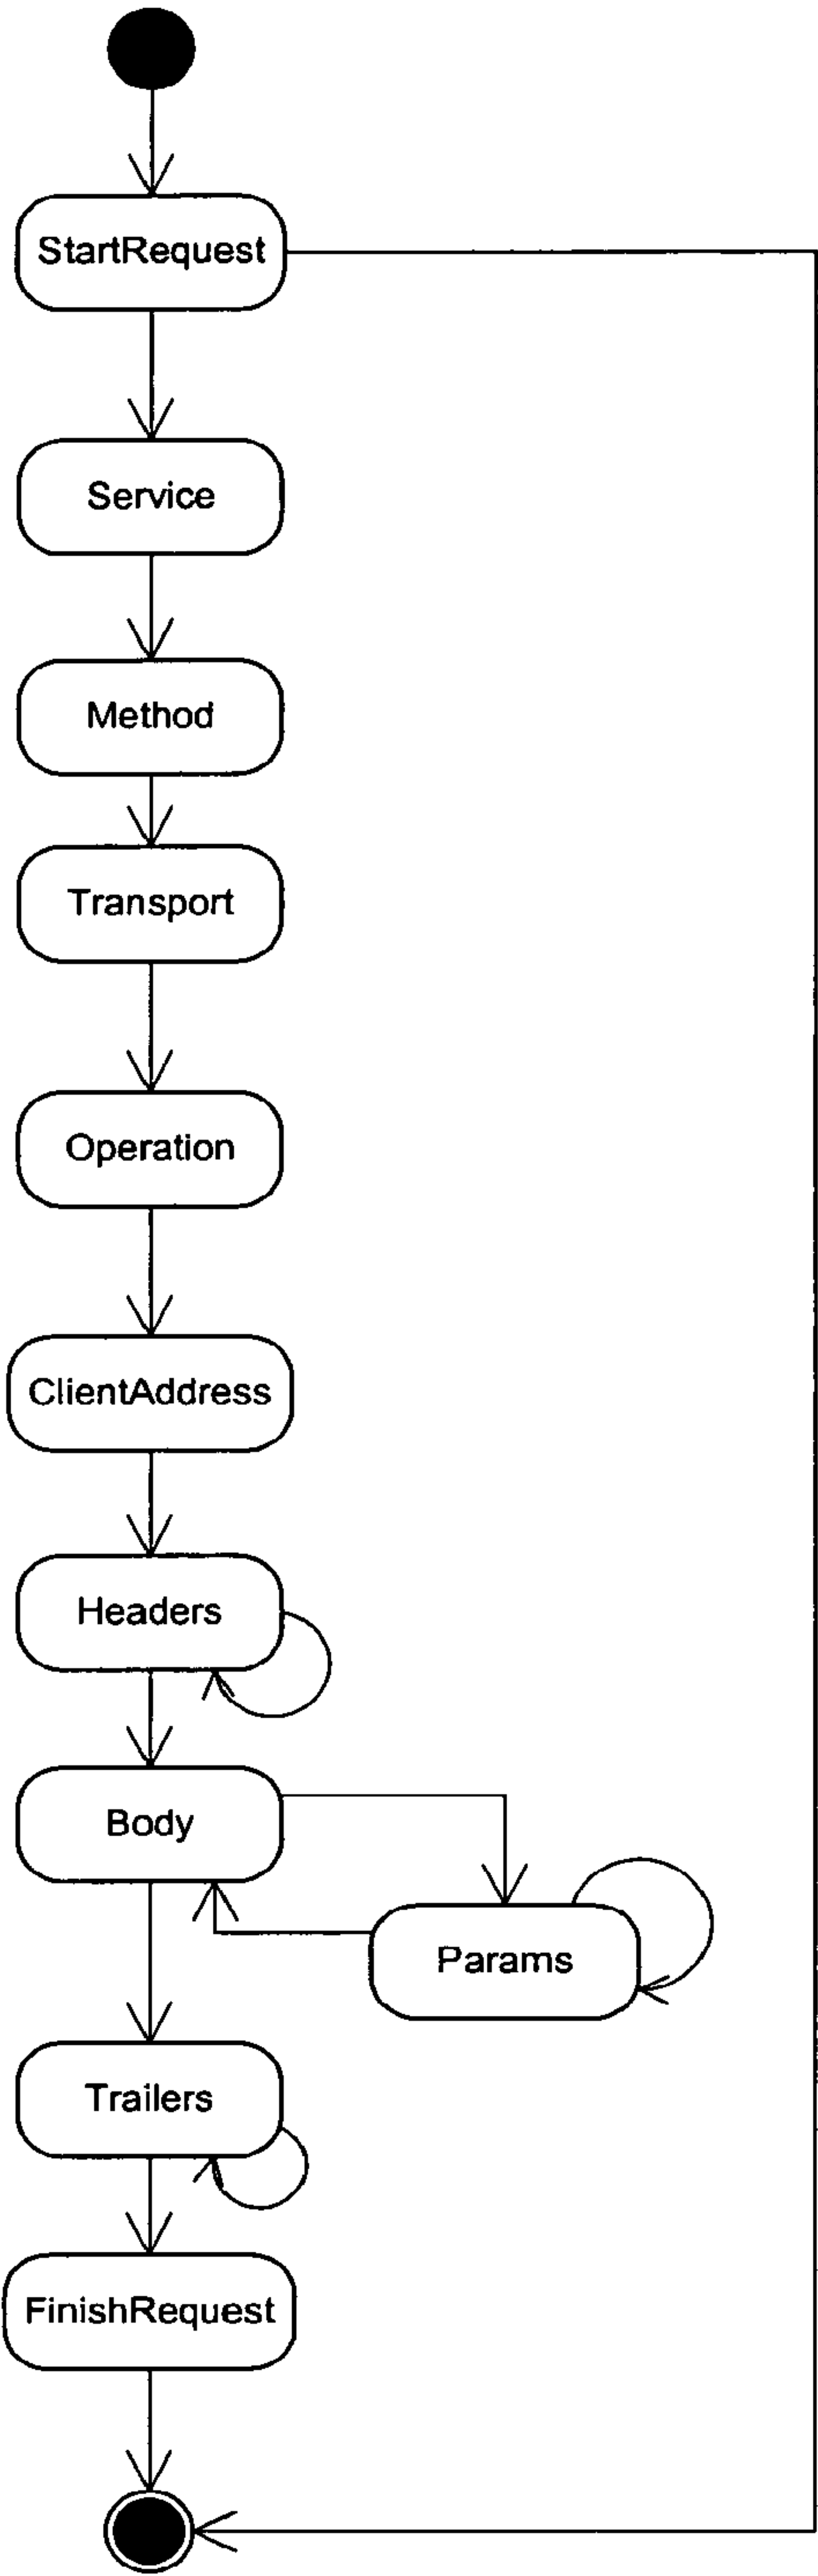 StartRequest
Service
Method
Transport
Operation
ClientAddress
Headers
Body
Params
Trailers
FinishRequest